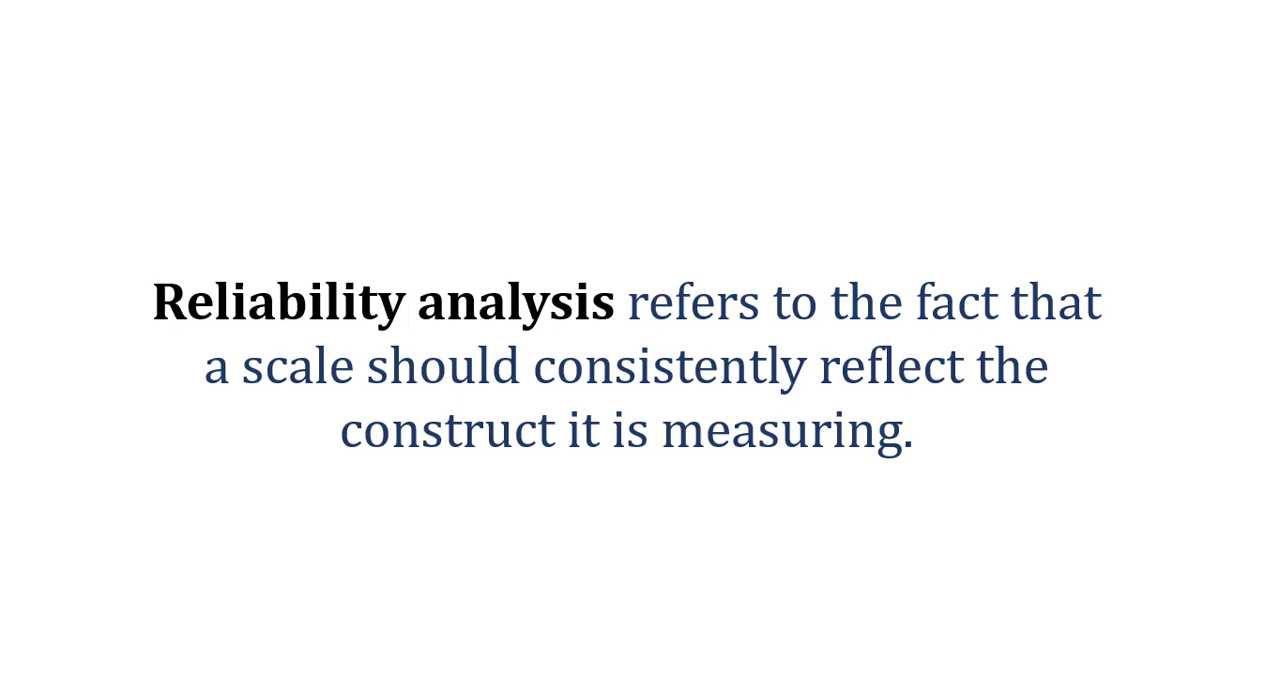 Reliability analysis refers to the fact that
a scale should consistently reflect the
construct it is measuring.